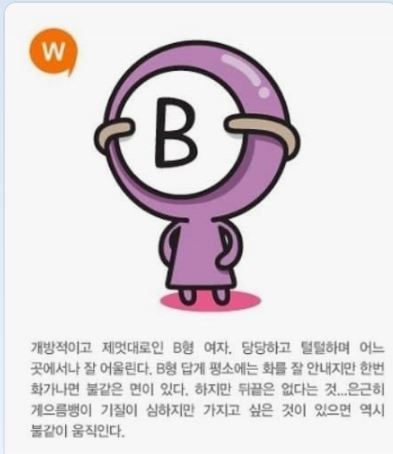 W
B
개방적이고 제멋대로인 B형 여자. 당당하고 털털하며 어느
곳에서나 잘 어울린다. B형 답게 평소에는 화를 잘 안내지만 한번
화가나면 불같은 면이 있다. 하지만 뒤끝은 없다는 것...은근히
게으름뱅이 기질이 심하지만 가지고 싶은 것이 있으면 역시
불같이 움직인다.